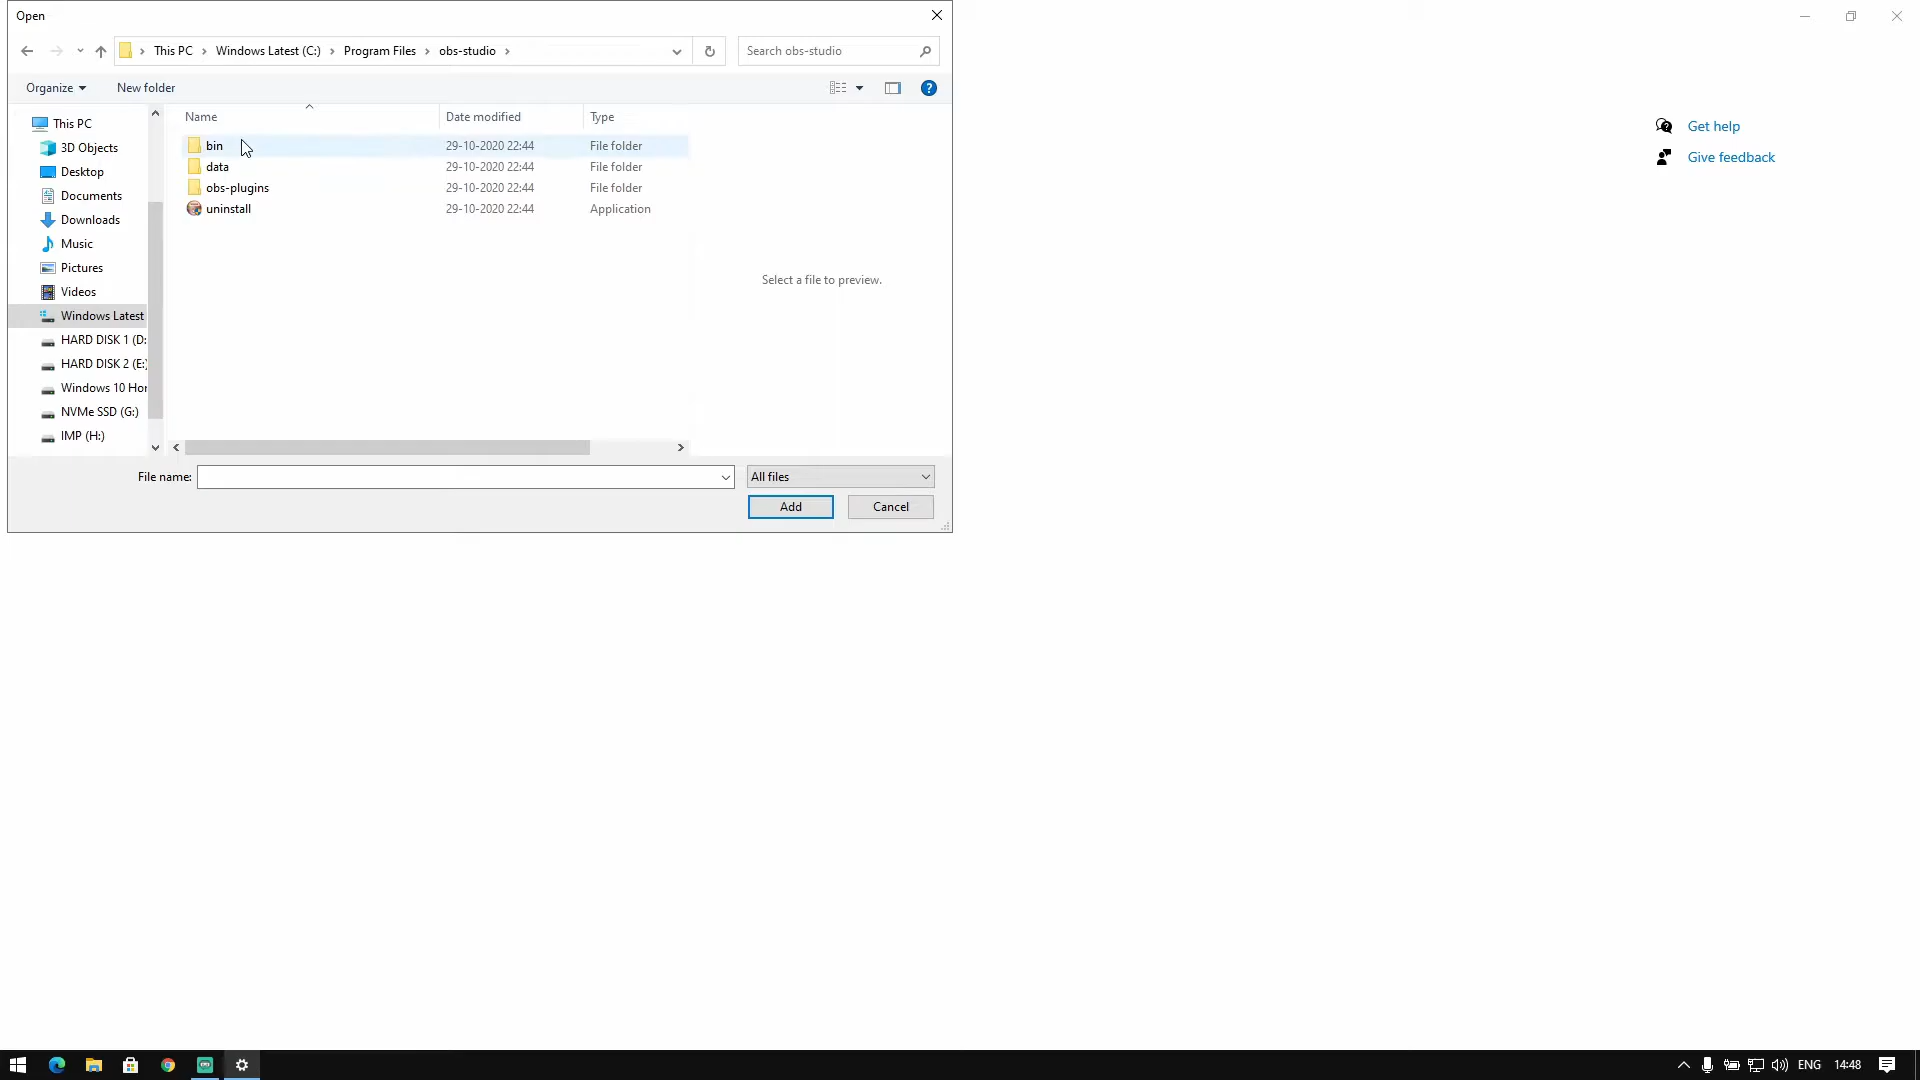 Open
This PC > Windows Latest (C:) > Program Files > obs-studio >
Search obs-studio
Organize
New folder
Name
Date modified
Type
This PC
3D Objects
Desktop
Documents
Downloads
Music
Pictures
Videos
Windows Latest
HARD DISK 1 (D:
HARD DISK 2 (E:)
Windows 10 Hor
NVMe SSD (G:)
IMP (H:)
bin 29-10-2020 22:44 File folder
data 29-10-2020 22:44 File folder
obs-plugins 29-10-2020 22:44 File folder
uninstall 29-10-2020 22:44 Application
Select a file to preview.
File name:
All files
Add
Cancel
Get help
Give feedback
ENG
14:48